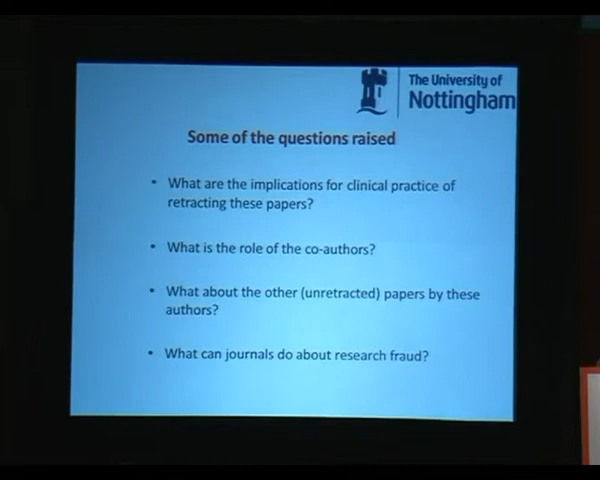 The University of
Nottingham
Some of the questions raised
• What are the implications for clinical practice of
retracting these papers?
• What is the role of the co-authors?
• What about the other (unretracted) papers by these
authors?
• What can journals do about research fraud?